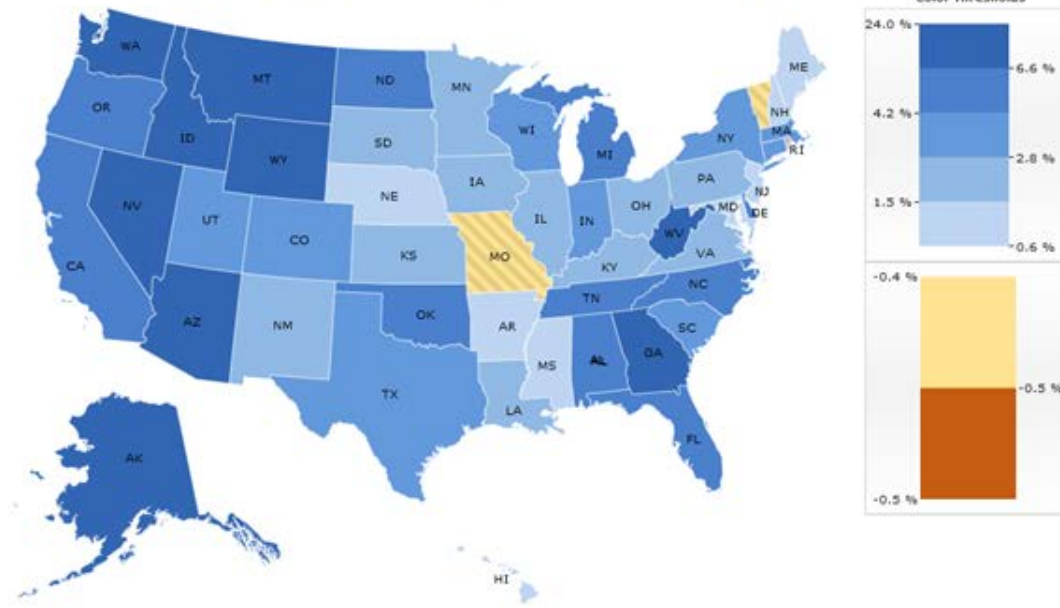 WA
MT
ND
MN
ME
OR
ID
WY
SD
WI
MI
NY
NH
MA
RI
NV
UT
CO
NE
IA
IL
IN
OH
PA
NJ
MD
DE
WV
VA
CA
KS
MO
KY
NC
AZ
NM
OK
AR
TN
SC
TX
LA
MS
AL
GA
FL
AK
HI
24.0 %
6.6 %
4.2 %
2.8 %
1.5 %
0.6 %
-0.4 %
-0.5 %
-0.5 %